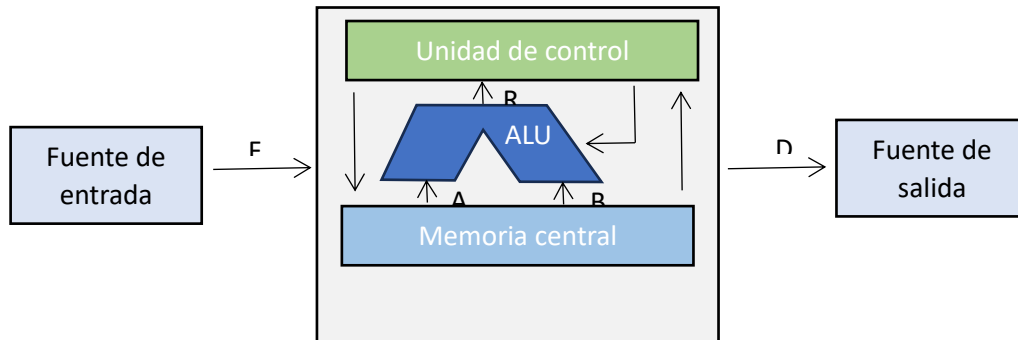 Unidad de control
R
ALU
Fuente de
entrada
Fuente de
salida
A
B
Memoria central